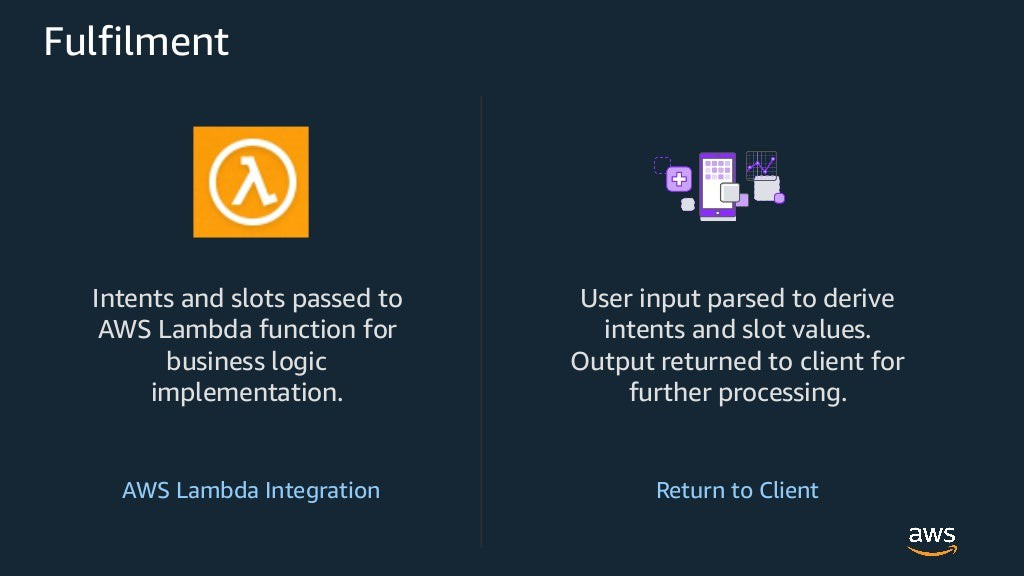 Fulfilment
Intents and slots passed to
AWS Lambda function for
business logic
implementation.
AWS Lambda Integration
User input parsed to derive
intents and slot values.
Output returned to client for
further processing.
Return to Client
aws